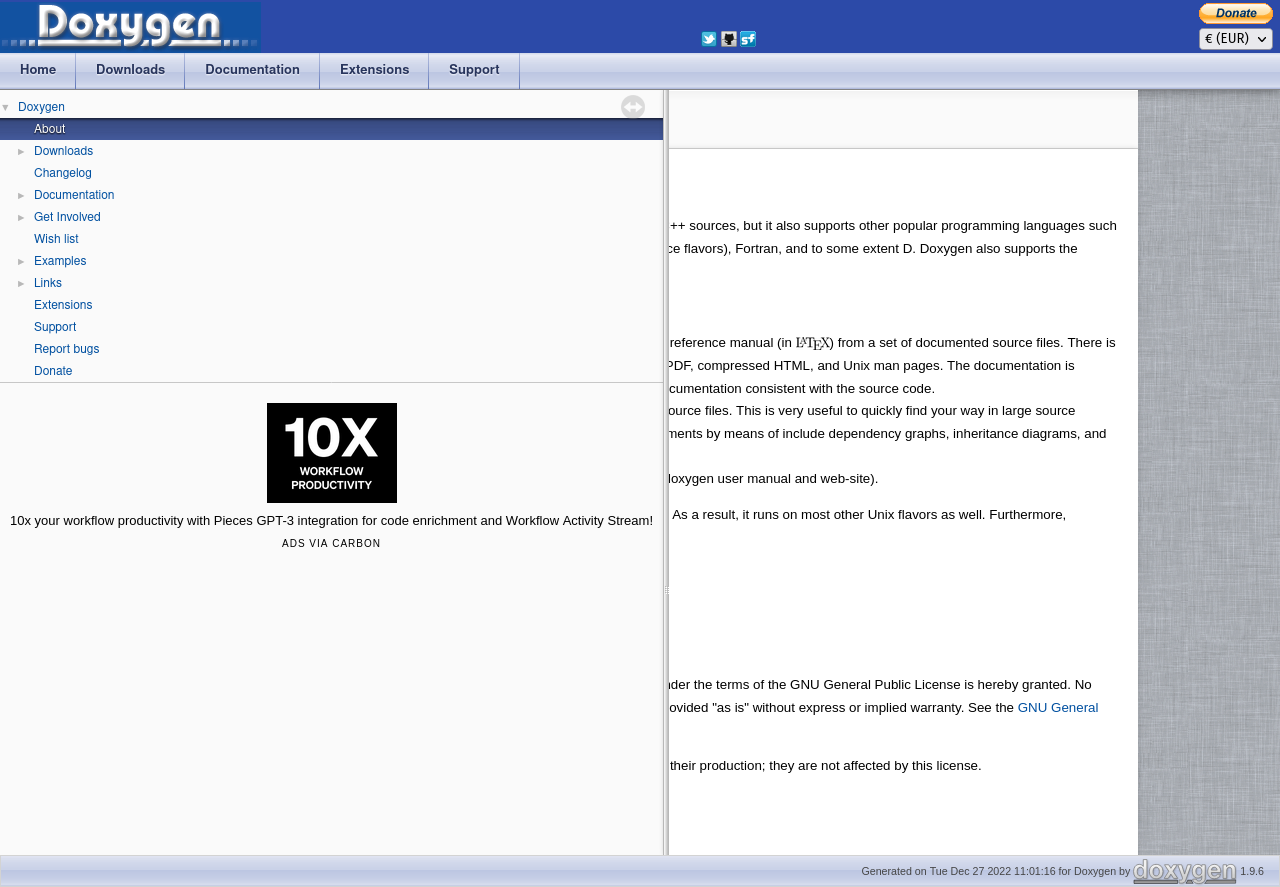 Doxygen
Donate
€ (EUR)
Home
Downloads
Documentation
Extensions
Support
▼ Doxygen
About
► Downloads
Changelog
► Documentation
► Get Involved
Wish list
► Examples
► Links
Extensions
Support
Report bugs
Donate
10X
WORKFLOW
PRODUCTIVITY
10x your workflow productivity with Pieces GPT-3 integration for code enrichment and Workflow Activity Stream!
ADS VIA CARBON
++ sources, but it also supports other popular programming languages such
ce flavors), Fortran, and to some extent D. Doxygen also supports the
reference manual (in LATEX) from a set of documented source files. There is
PDF, compressed HTML, and Unix man pages. The documentation is
cumentation consistent with the source code.
ource files. This is very useful to quickly find your way in large source
ments by means of include dependency graphs, inheritance diagrams, and
doxygen user manual and web-site).
As a result, it runs on most other Unix flavors as well. Furthermore,
nder the terms of the GNU General Public License is hereby granted. No
rovided "as is" without express or implied warranty. See the GNU General
their production; they are not affected by this license.
Generated on Tue Dec 27 2022 11:01:16 for Doxygen by doxygen 1.9.6